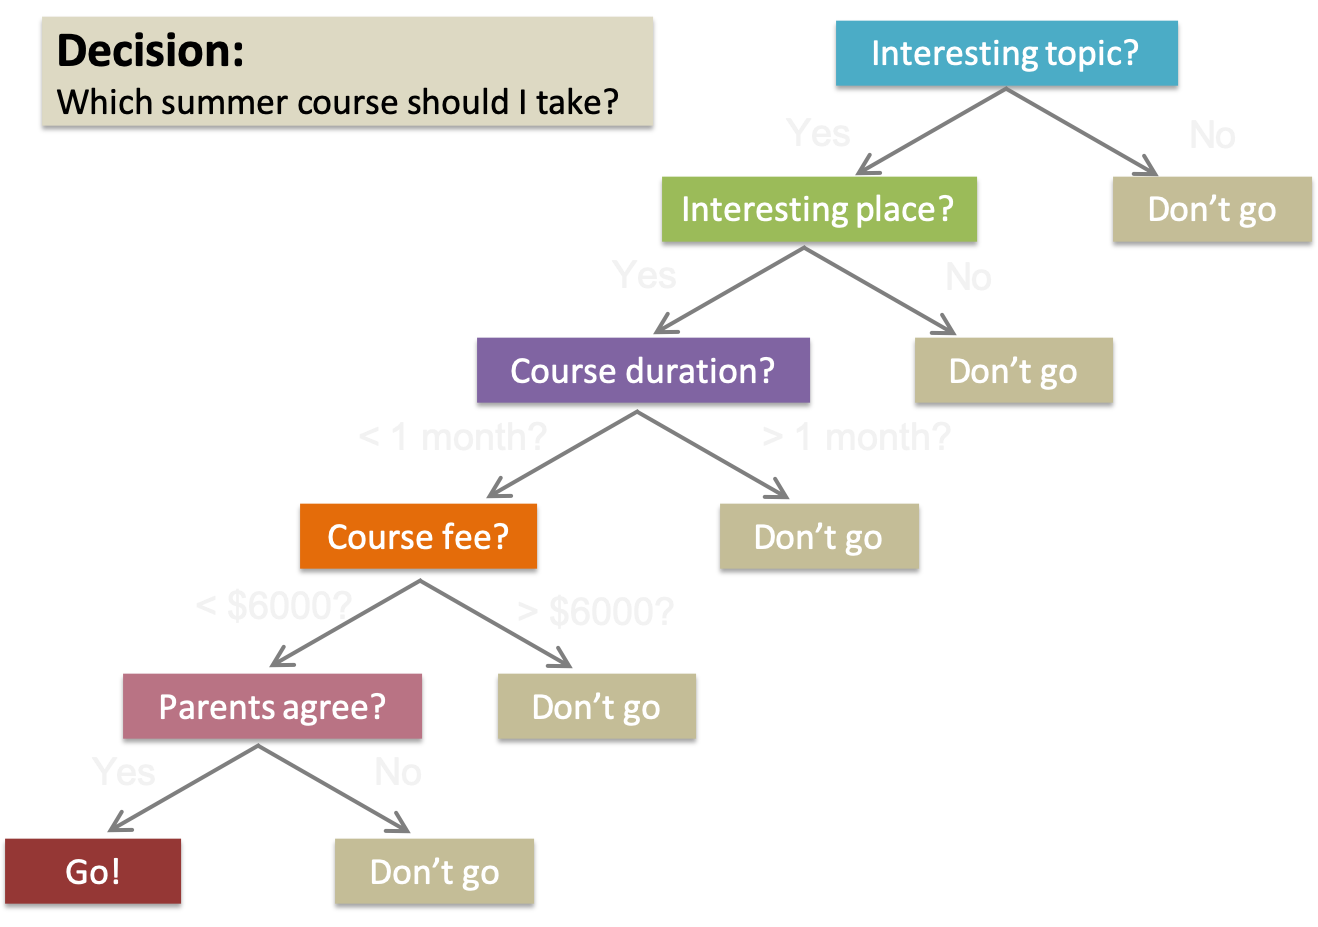 Decision:
Which summer course should I take?
Interesting topic?
Yes
No
Interesting place?
Don't go
Yes
No
Course duration?
Don't go
< 1 month?
> 1 month?
Course fee?
Don't go
< $6000?
> $6000?
Parents agree?
Don't go
Yes
No
Go!
Don't go